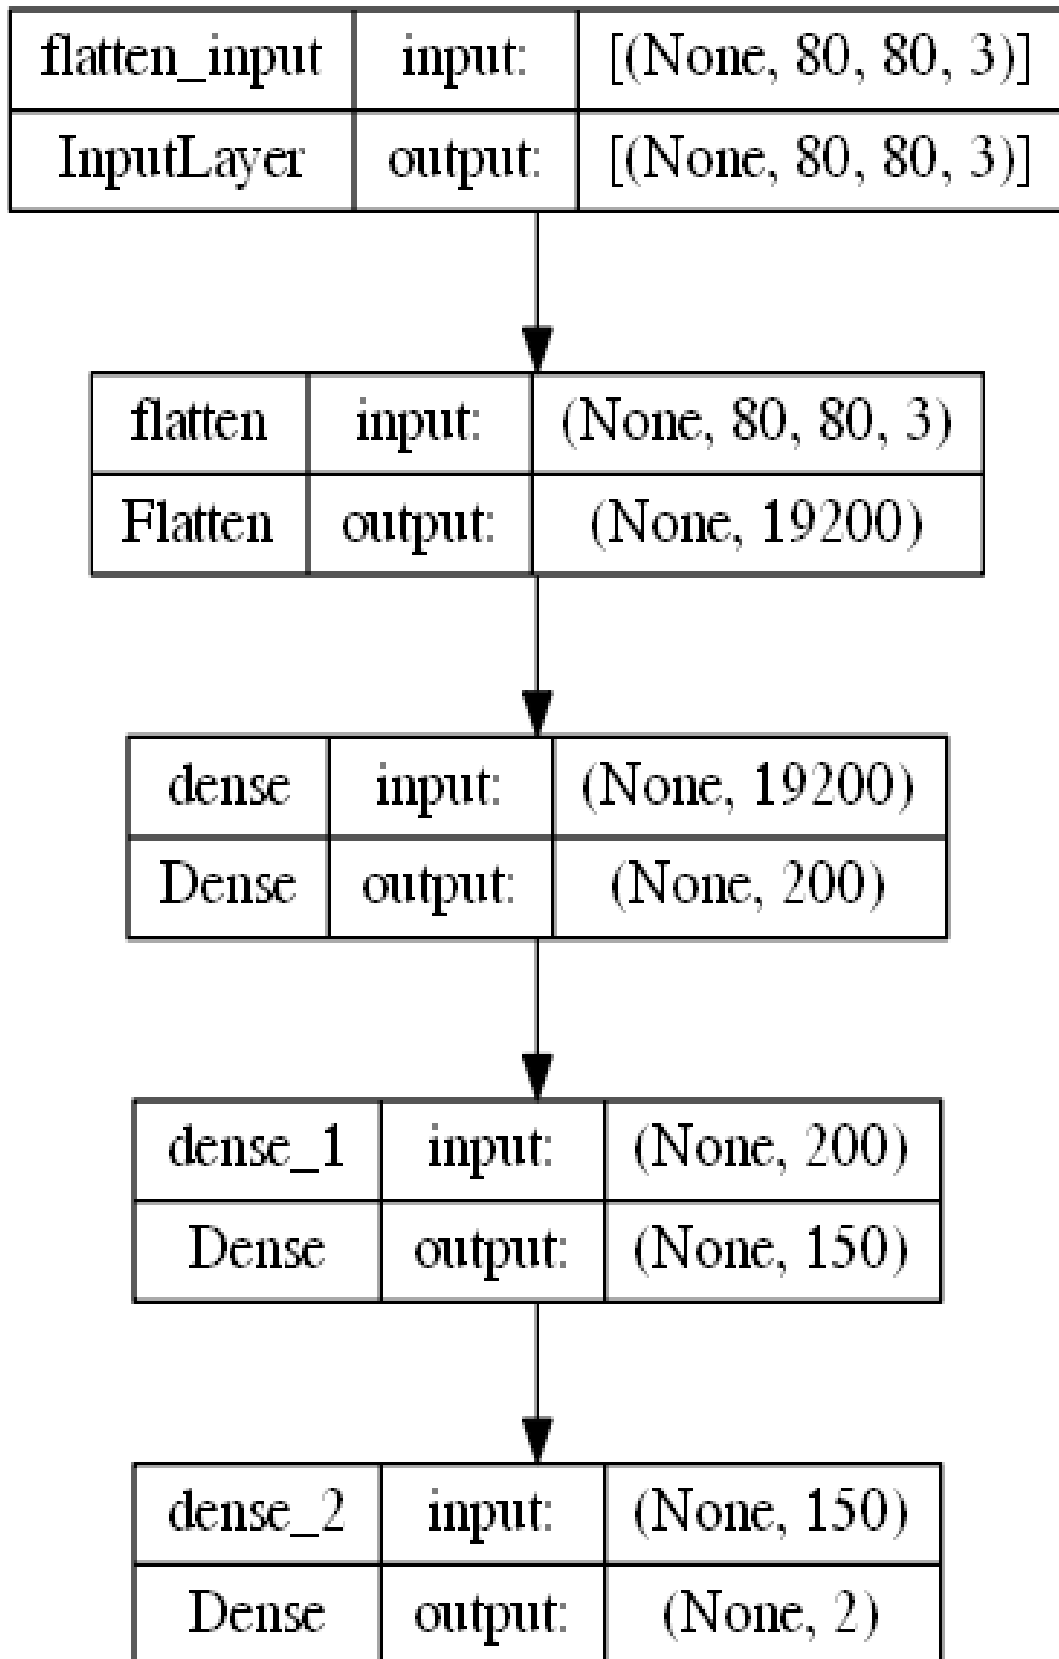 flatten_input input: [(None, 80, 80, 3)]
InputLayer output: [(None, 80, 80, 3)]
flatten input: (None, 80, 80, 3)
Flatten output: (None, 19200)
dense input: (None, 19200)
Dense output: (None, 200)
dense_1 input: (None, 200)
Dense output: (None, 150)
dense_2 input: (None, 150)
Dense output: (None, 2)